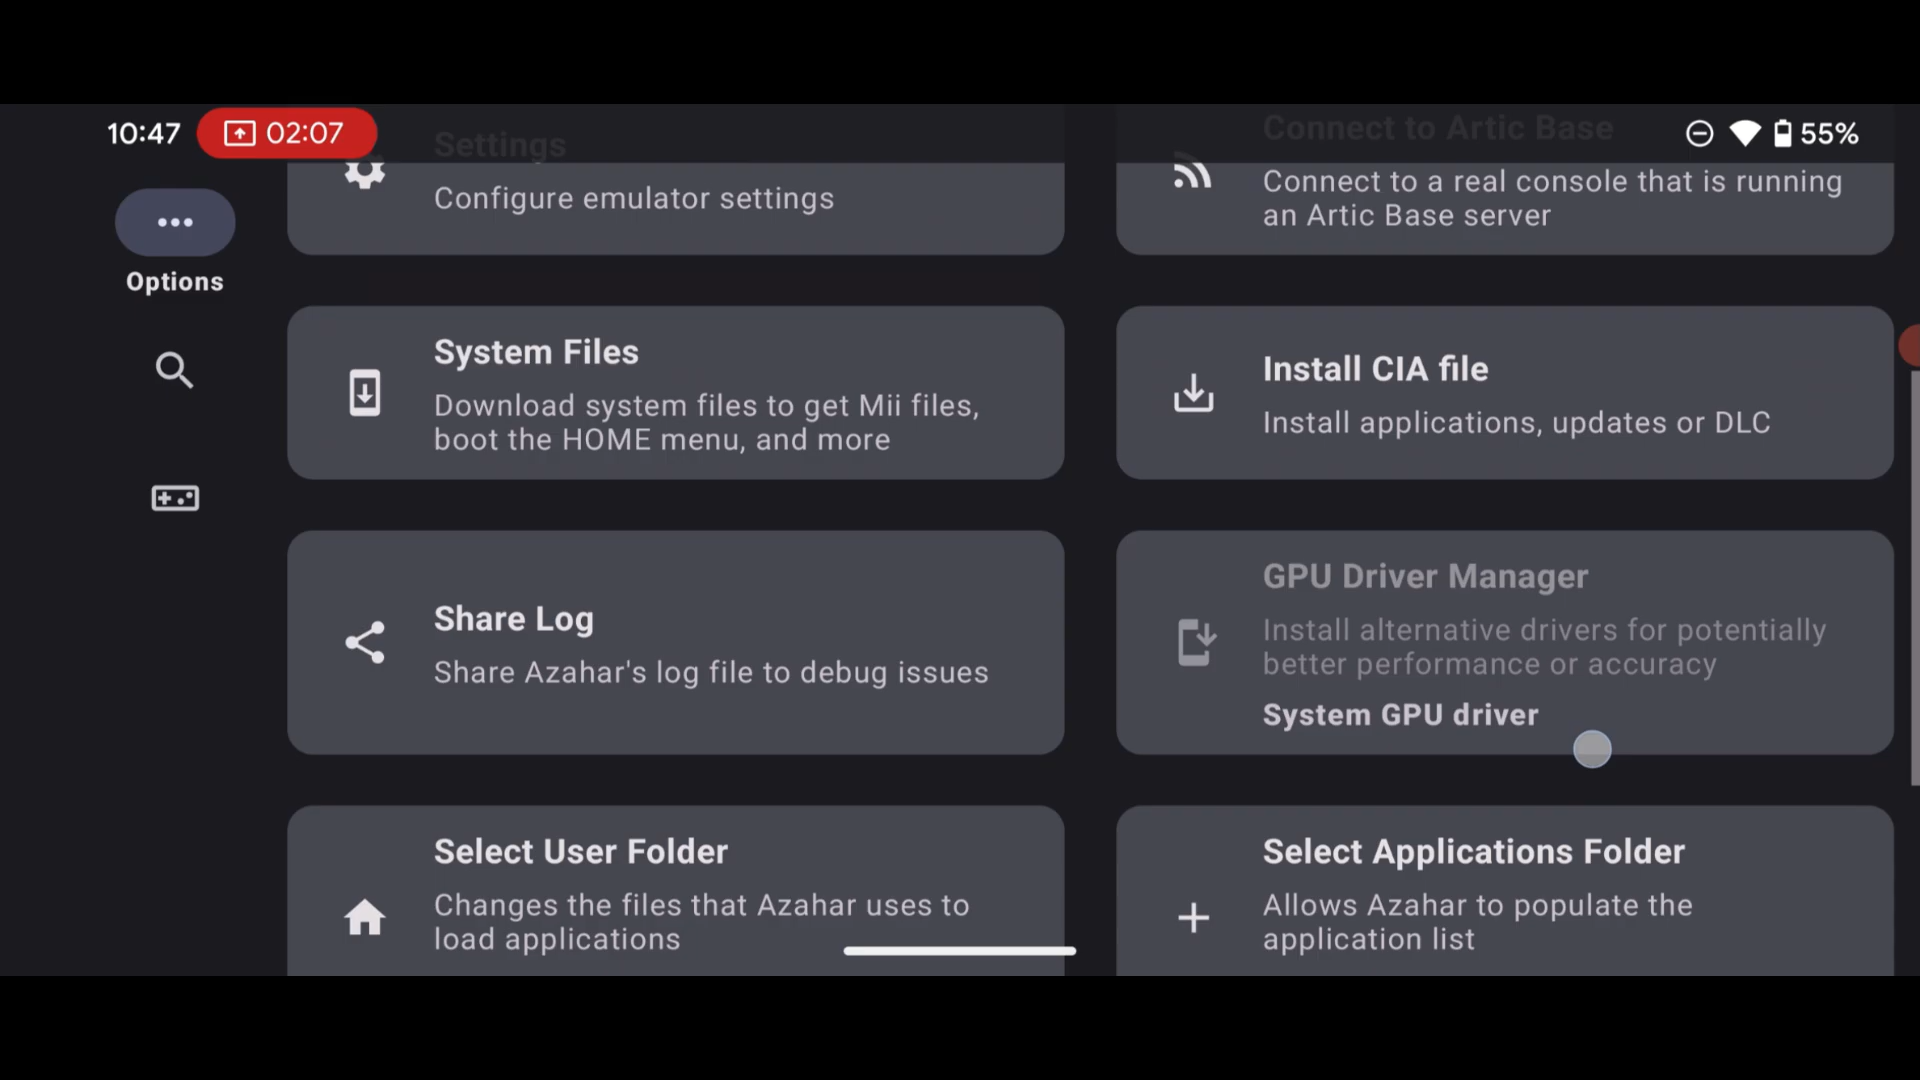 10:47
02:07
55%
Options
Settings
Configure emulator settings
Connect to Artic Base
Connect to a real console that is running
an Artic Base server
System Files
Download system files to get Mii files,
boot the HOME menu, and more
Install CIA file
Install applications, updates or DLC
Share Log
Share Azahar's log file to debug issues
GPU Driver Manager
Install alternative drivers for potentially
better performance or accuracy
System GPU driver
Select User Folder
Changes the files that Azahar uses to
load applications
Select Applications Folder
Allows Azahar to populate the
application list